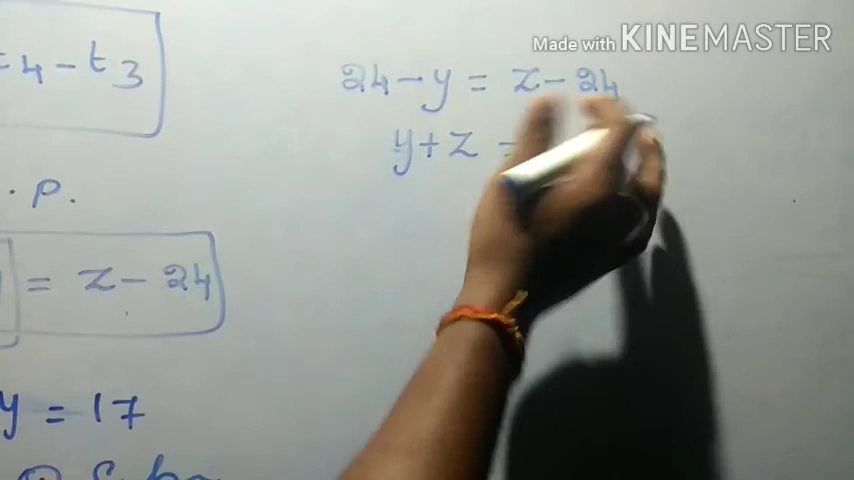 Made with KINEMASTER
= 4 - t3
24 - y = z - 24
y + z =
. P.
= z - 24
y = 17